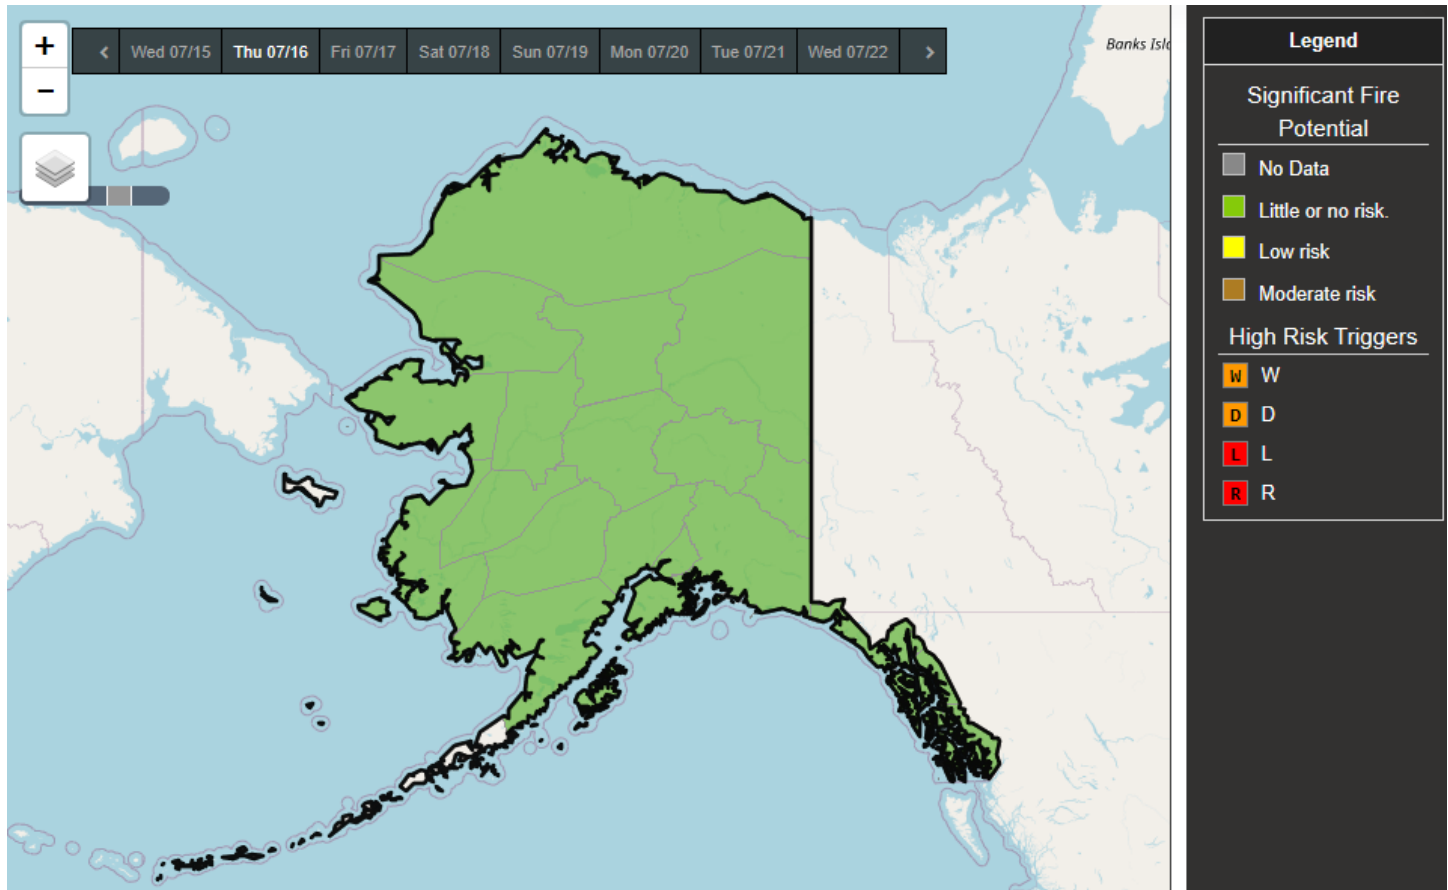 +
−
< Wed 07/15 Thu 07/16 Fri 07/17 Sat 07/18 Sun 07/19 Mon 07/20 Tue 07/21 Wed 07/22 >
Banks Isl
Legend
Significant Fire
Potential
No Data
Little or no risk.
Low risk
Moderate risk
High Risk Triggers
W W
D D
L L
R R